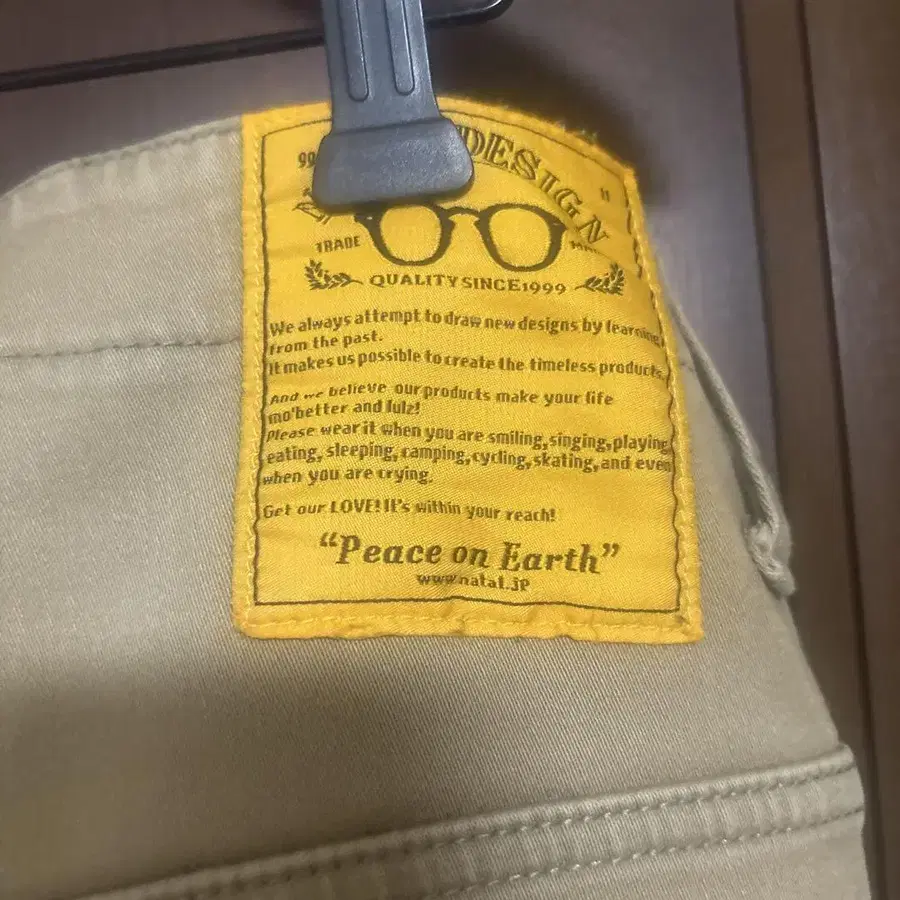 99
DESIGN
TRADE
QUALITY SINCE 1999
We always attempt to draw new designs by learning
from the past.
It makes us possible to create the timeless products.
And we believe our products make your life
mo'better and lulz!
Please wear it when you are smiling, singing, playing,
eating, sleeping, camping, cycling, skating, and even
when you are crying.
Get our LOVE! It's within your reach!
"Peace on Earth"
www.natal.jp